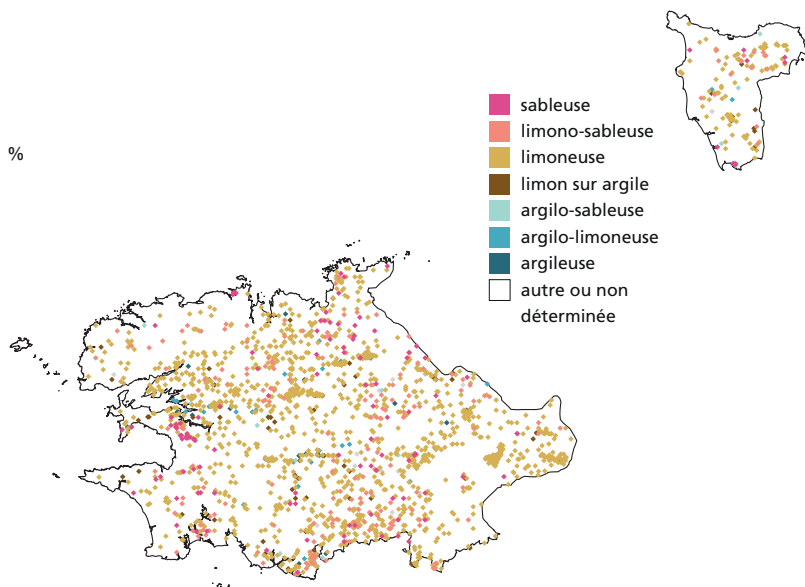 %
sableuse
limono-sableuse
limoneuse
limon sur argile
argilo-sableuse
argilo-limoneuse
argileuse
autre ou non
déterminée